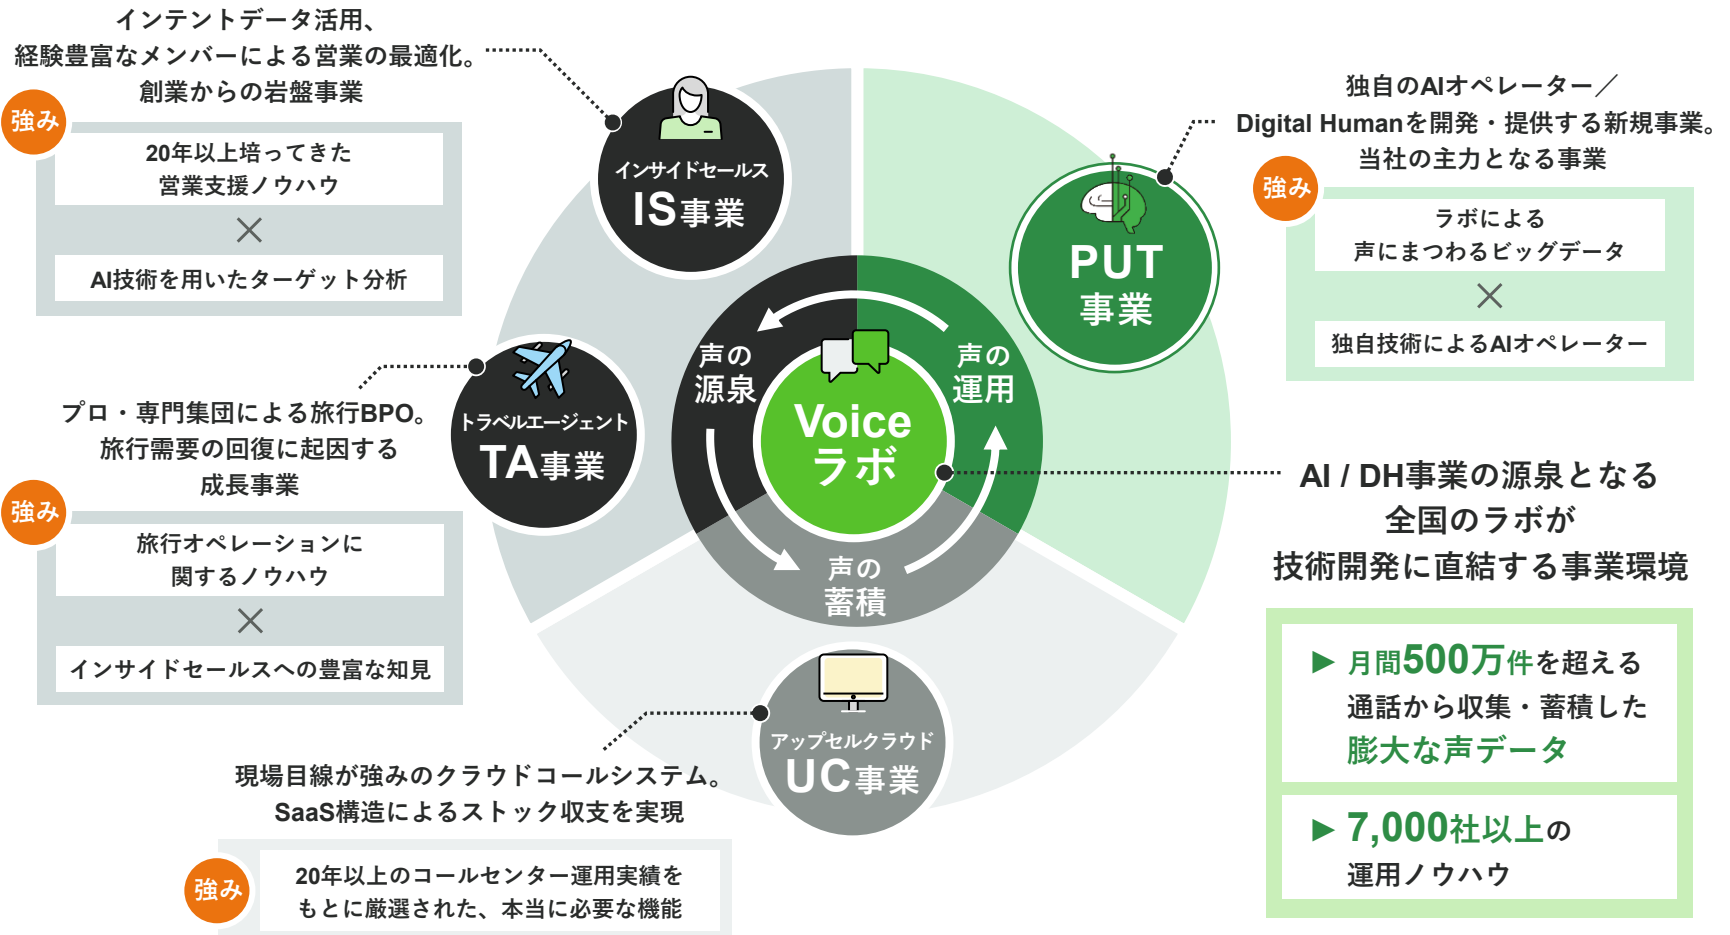 インテントデータ活用、
経験豊富なメンバーによる営業の最適化。
創業からの岩盤事業
強み
20年以上培ってきた
営業支援ノウハウ
×
AI技術を用いたターゲット分析
インサイドセールス
IS事業
独自のAIオペレーター／
Digital Humanを開発・提供する新規事業。
当社の主力となる事業
強み
ラボによる
声にまつわるビッグデータ
×
独自技術によるAIオペレーター
PUT
事業
プロ・専門集団による旅行BPO。
旅行需要の回復に起因する
成長事業
強み
旅行オペレーションに
関するノウハウ
×
インサイドセールスへの豊富な知見
トラベルエージェント
TA事業
声の
源泉
声の
運用
声の
蓄積
Voice
ラボ
AI / DH事業の源泉となる
全国のラボが
技術開発に直結する事業環境
▶ 月間500万件を超える
通話から収集・蓄積した
膨大な声データ
▶ 7,000社以上の
運用ノウハウ
アップセルクラウド
UC事業
現場目線が強みのクラウドコールシステム。
SaaS構造によるストック収支を実現
強み
20年以上のコールセンター運用実績を
もとに厳選された、本当に必要な機能